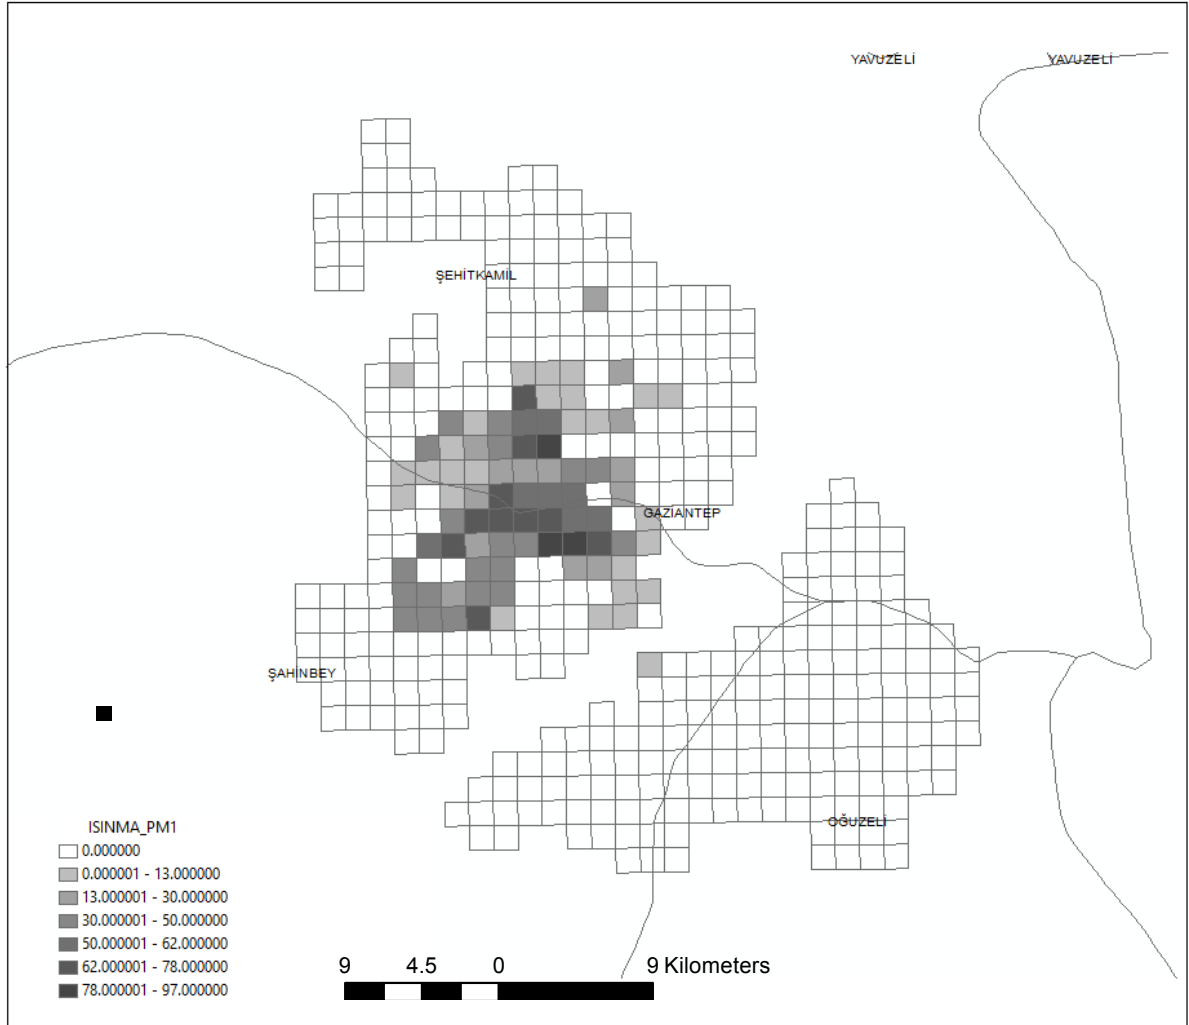 YAVUZELİ YAVUZELİ
ŞEHİTKAMİL
GAZİANTEP
ŞAHİNBEY
OĞUZELİ
ISINMA_PM1
0.000000
0.000001 - 13.000000
13.000001 - 30.000000
30.000001 - 50.000000
50.000001 - 62.000000
62.000001 - 78.000000
78.000001 - 97.000000
9 4.5 0 9 Kilometers